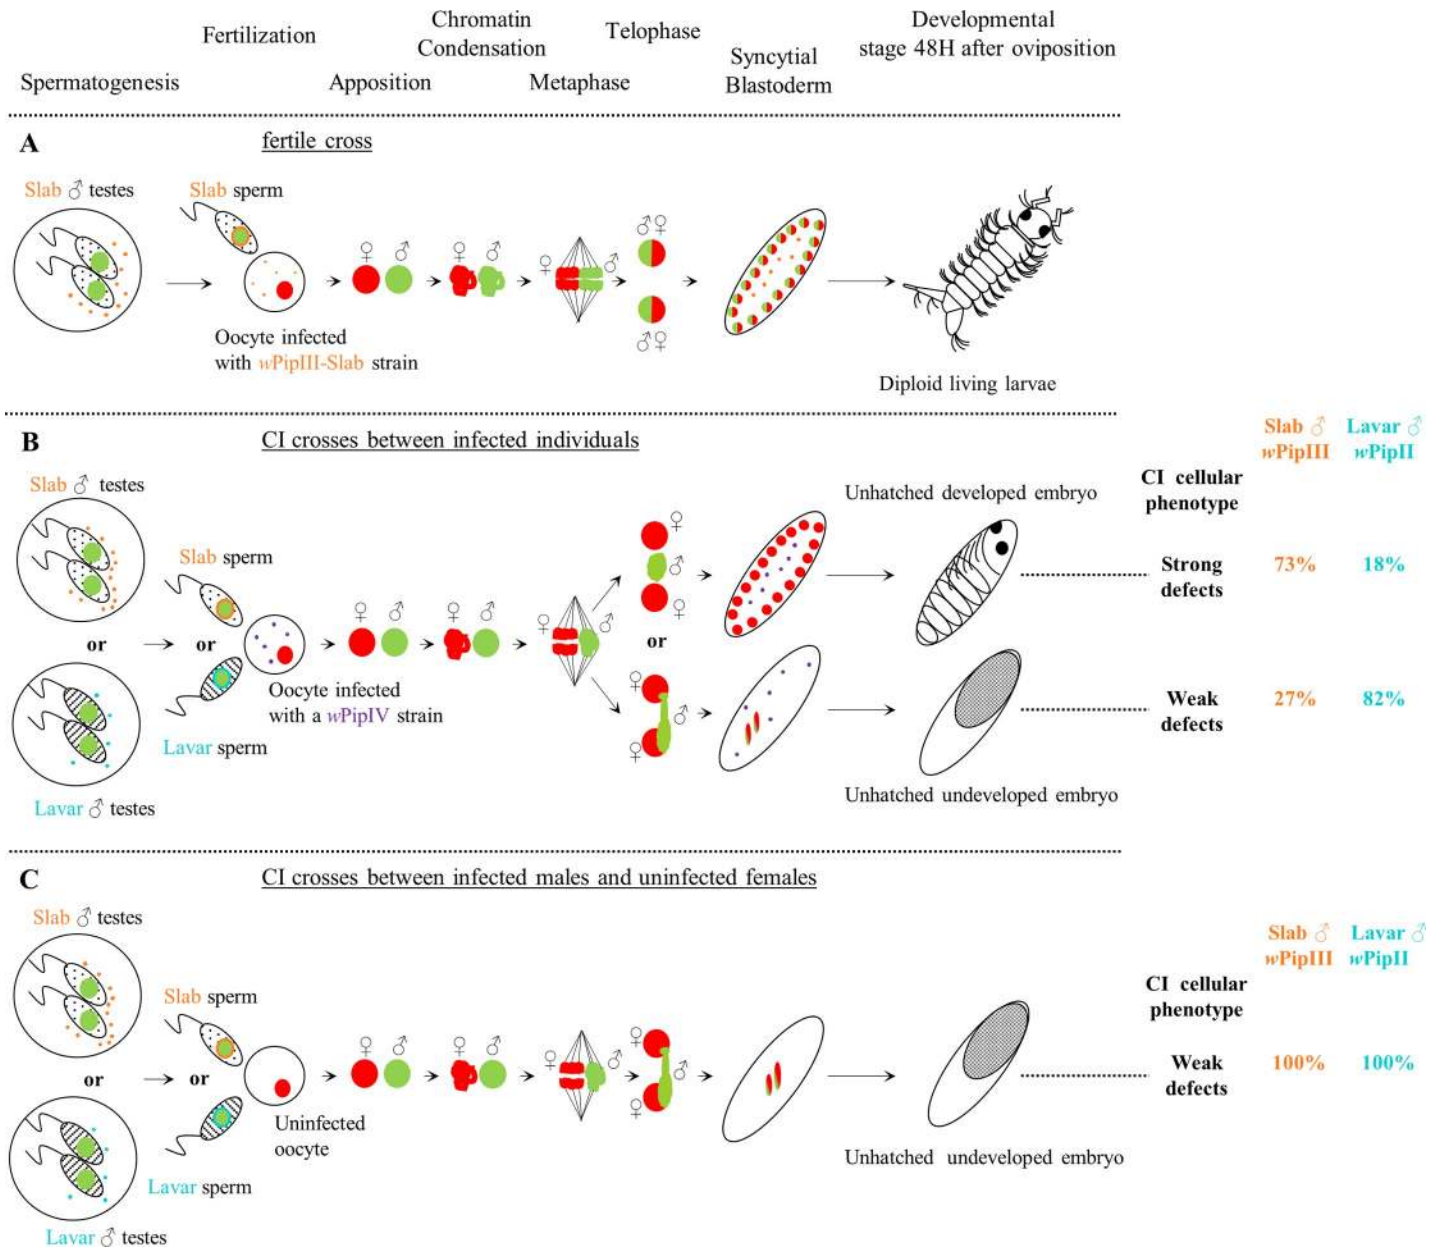 Spermatogenesis
Fertilization
Apposition
Chromatin
Condensation
Metaphase
Telophase
Syncytial
Blastoderm
Developmental
stage 48H after oviposition
A
fertile cross
Slab ♂ testes
Slab sperm
Oocyte infected
with wPipIII-Slab strain
♀ ♂
♀ ♂
♀ ♂
♂♀
♂♀
Diploid living larvae
B
CI crosses between infected individuals
Slab ♂ testes
or
Lavar ♂ testes
Slab sperm
or
Lavar sperm
Oocyte infected
with a wPipIV strain
♀ ♂
♀ ♂
♀ ♂
♀
♂
♀
or
♀
♂
♀
Unhatched developed embryo
Unhatched undeveloped embryo
CI cellular
phenotype
Slab ♂
wPipIII
Lavar ♂
wPipII
Strong
defects
73%
18%
Weak
defects
27%
82%
C
CI crosses between infected males and uninfected females
Slab ♂ testes
or
Lavar ♂ testes
Slab sperm
or
Lavar sperm
Uninfected
oocyte
♀ ♂
♀ ♂
♀ ♂
♀
♂
♀
Unhatched undeveloped embryo
CI cellular
phenotype
Slab ♂
wPipIII
Lavar ♂
wPipII
Weak
defects
100%
100%